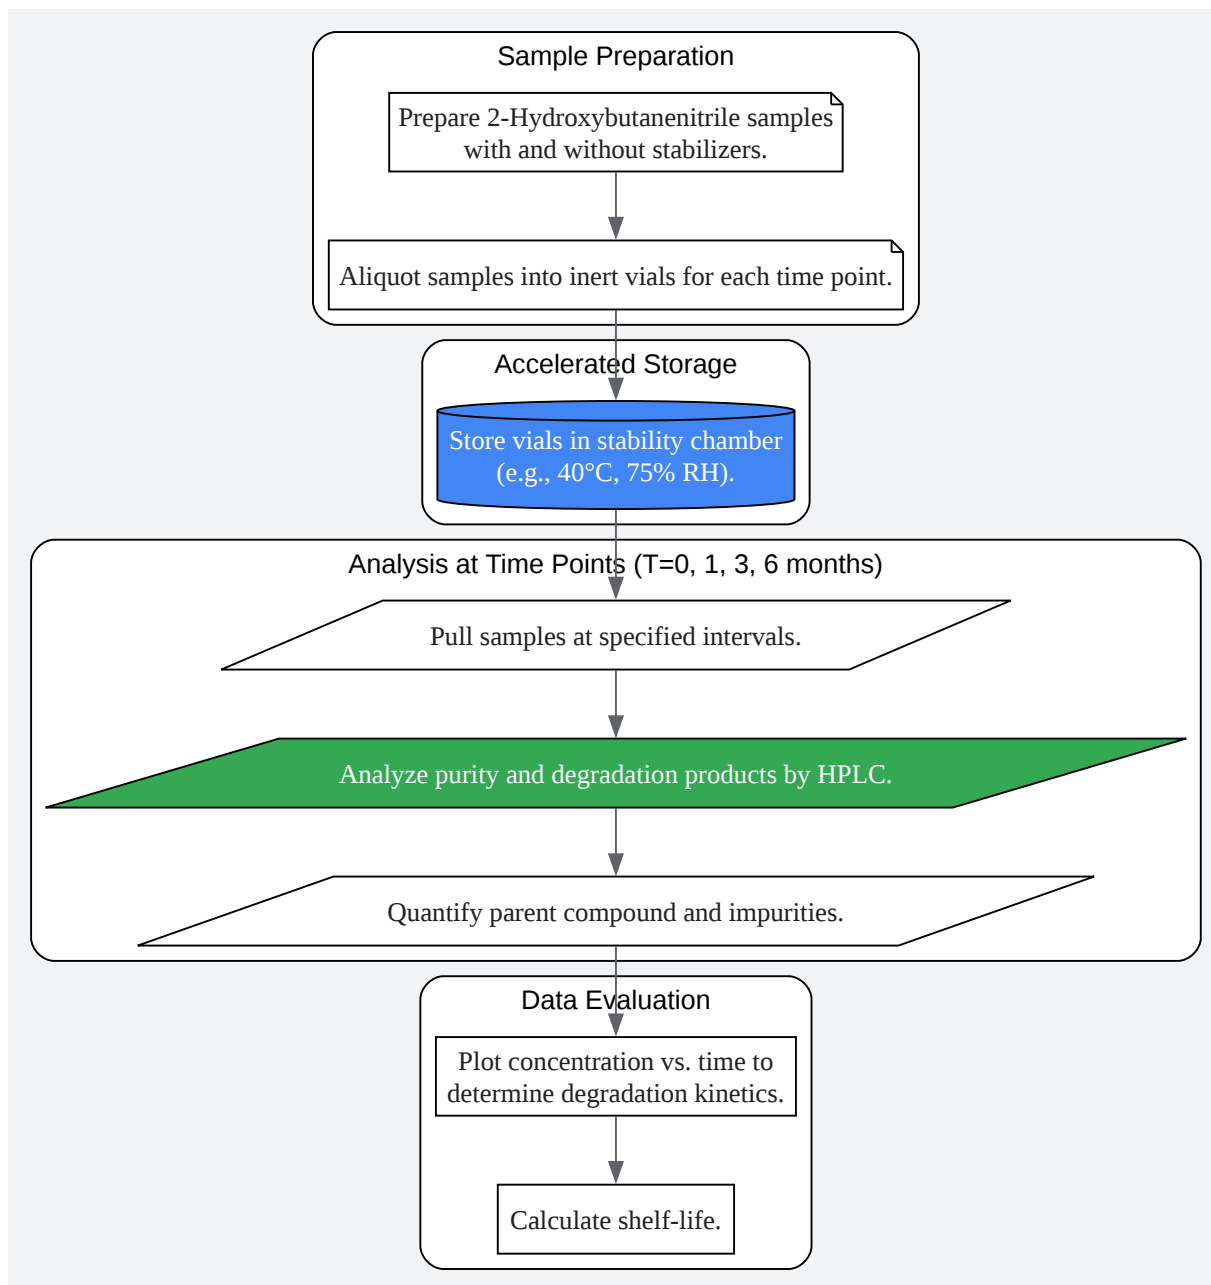 Sample Preparation
Prepare 2-Hydroxybutanenitrile samples
with and without stabilizers.
Aliquot samples into inert vials for each time point.
Accelerated Storage
Store vials in stability chamber
(e.g., 40°C, 75% RH).
Analysis at Time Points (T=0, 1, 3, 6 months)
Pull samples at specified intervals.
Analyze purity and degradation products by HPLC.
Quantify parent compound and impurities.
Data Evaluation
Plot concentration vs. time to
determine degradation kinetics.
Calculate shelf-life.